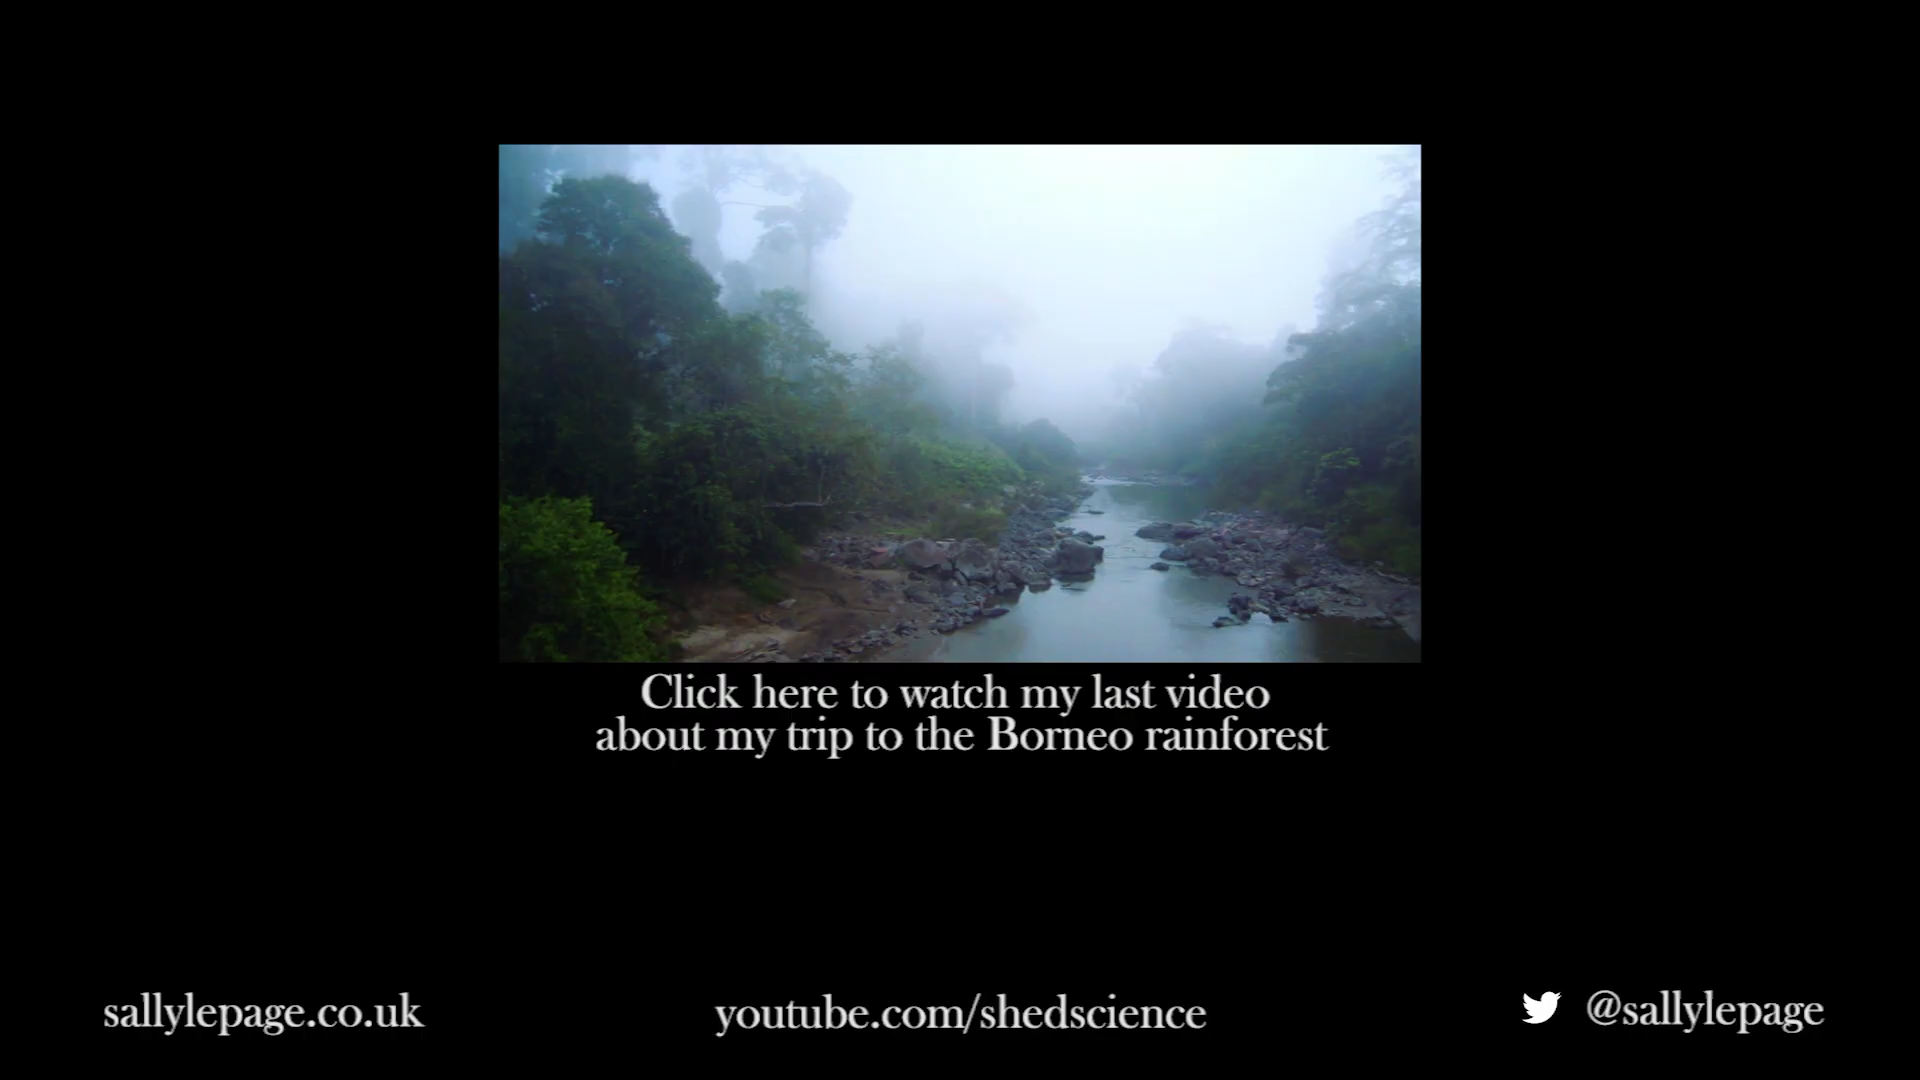 Click here to watch my last video
about my trip to the Borneo rainforest
sallylepage.co.uk
youtube.com/shedscience
@sallylepage